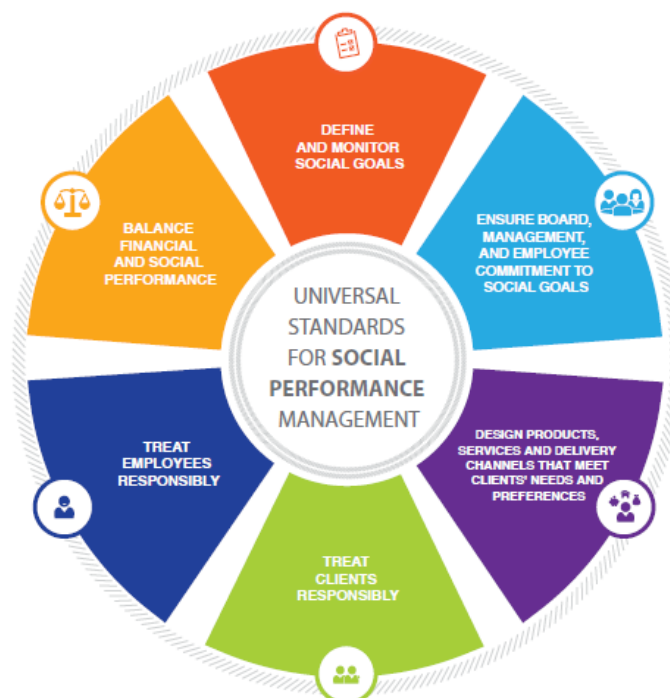 DEFINE
AND MONITOR
SOCIAL GOALS
ENSURE BOARD,
MANAGEMENT,
AND EMPLOYEE
COMMITMENT TO
SOCIAL GOALS
DESIGN PRODUCTS,
SERVICES AND DELIVERY
CHANNELS THAT MEET
CLIENTS' NEEDS AND
PREFERENCES
TREAT
CLIENTS
RESPONSIBLY
TREAT
EMPLOYEES
RESPONSIBLY
BALANCE
FINANCIAL
AND SOCIAL
PERFORMANCE
UNIVERSAL
STANDARDS
FOR SOCIAL
PERFORMANCE
MANAGEMENT